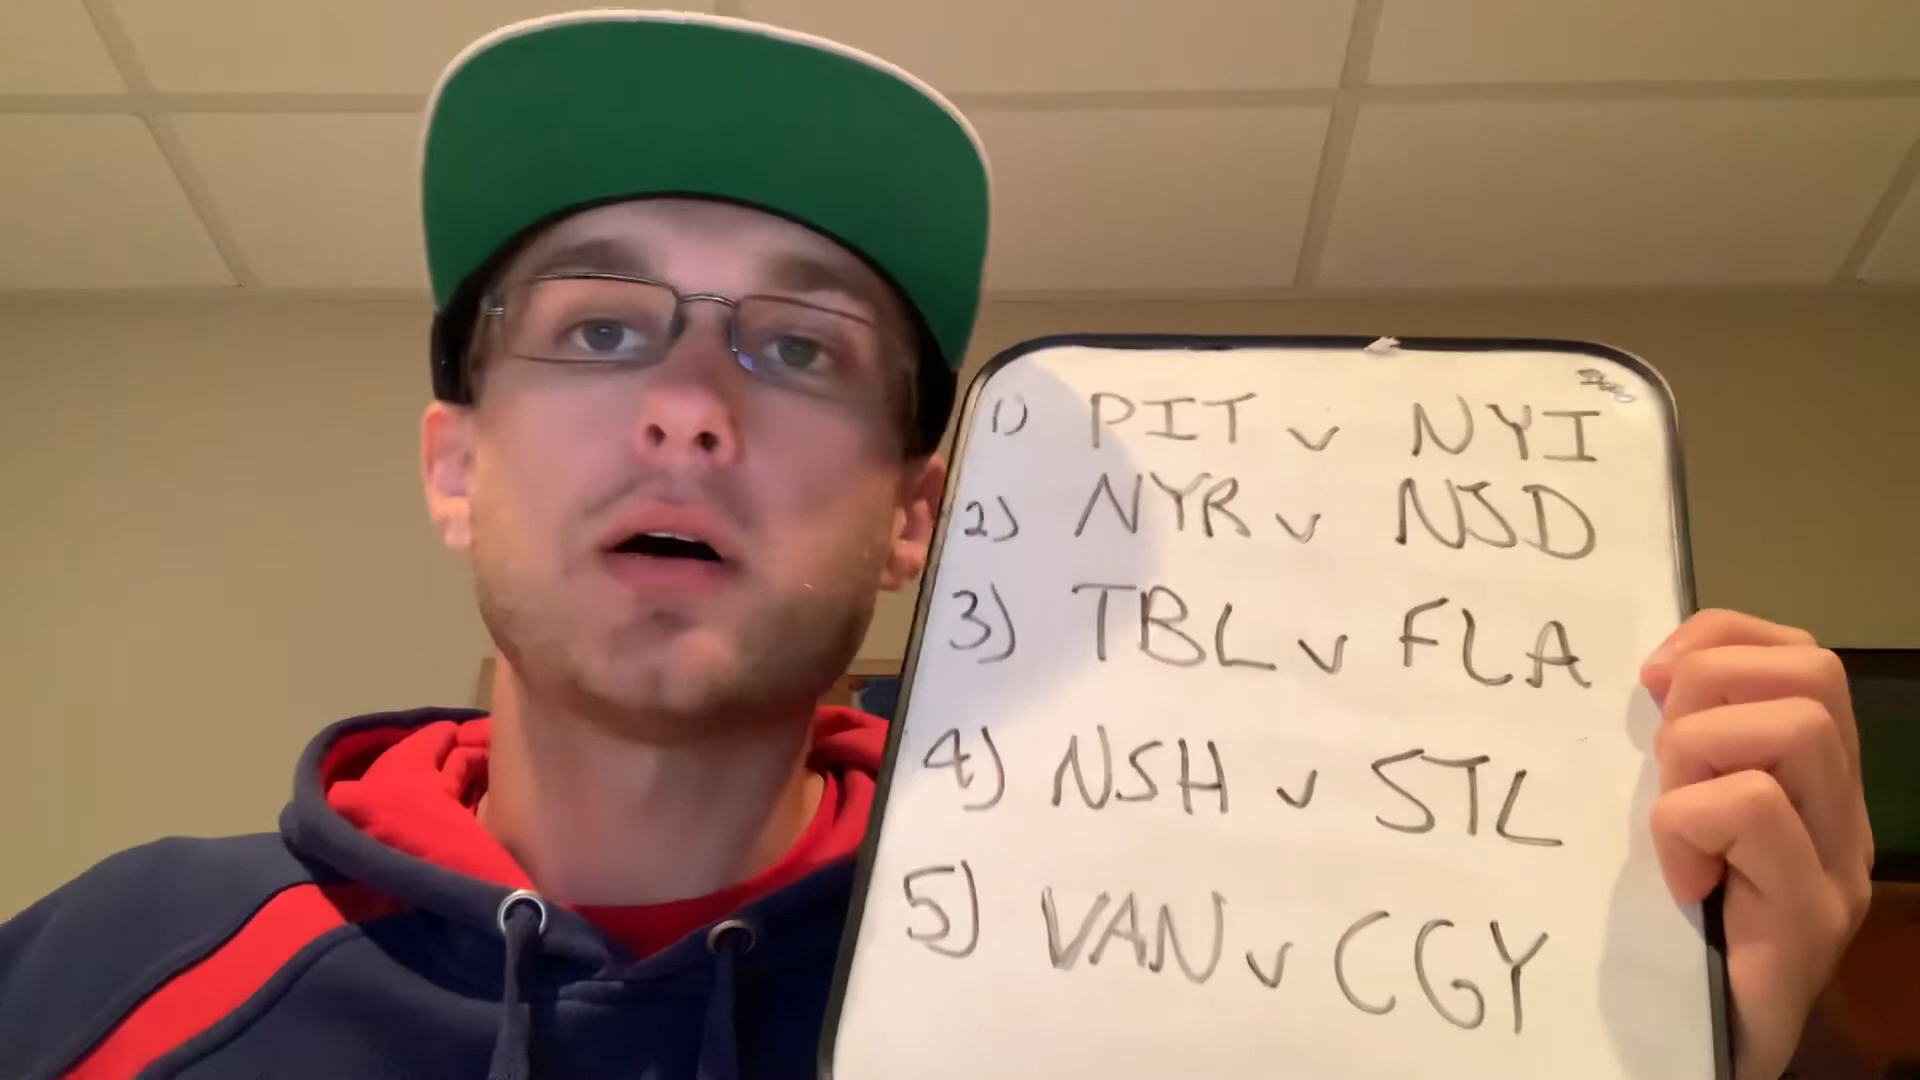 1) PIT v NYI
2) NYR v NJD
3) TBL v FLA
4) NSH v STL
5) VAN v CGY